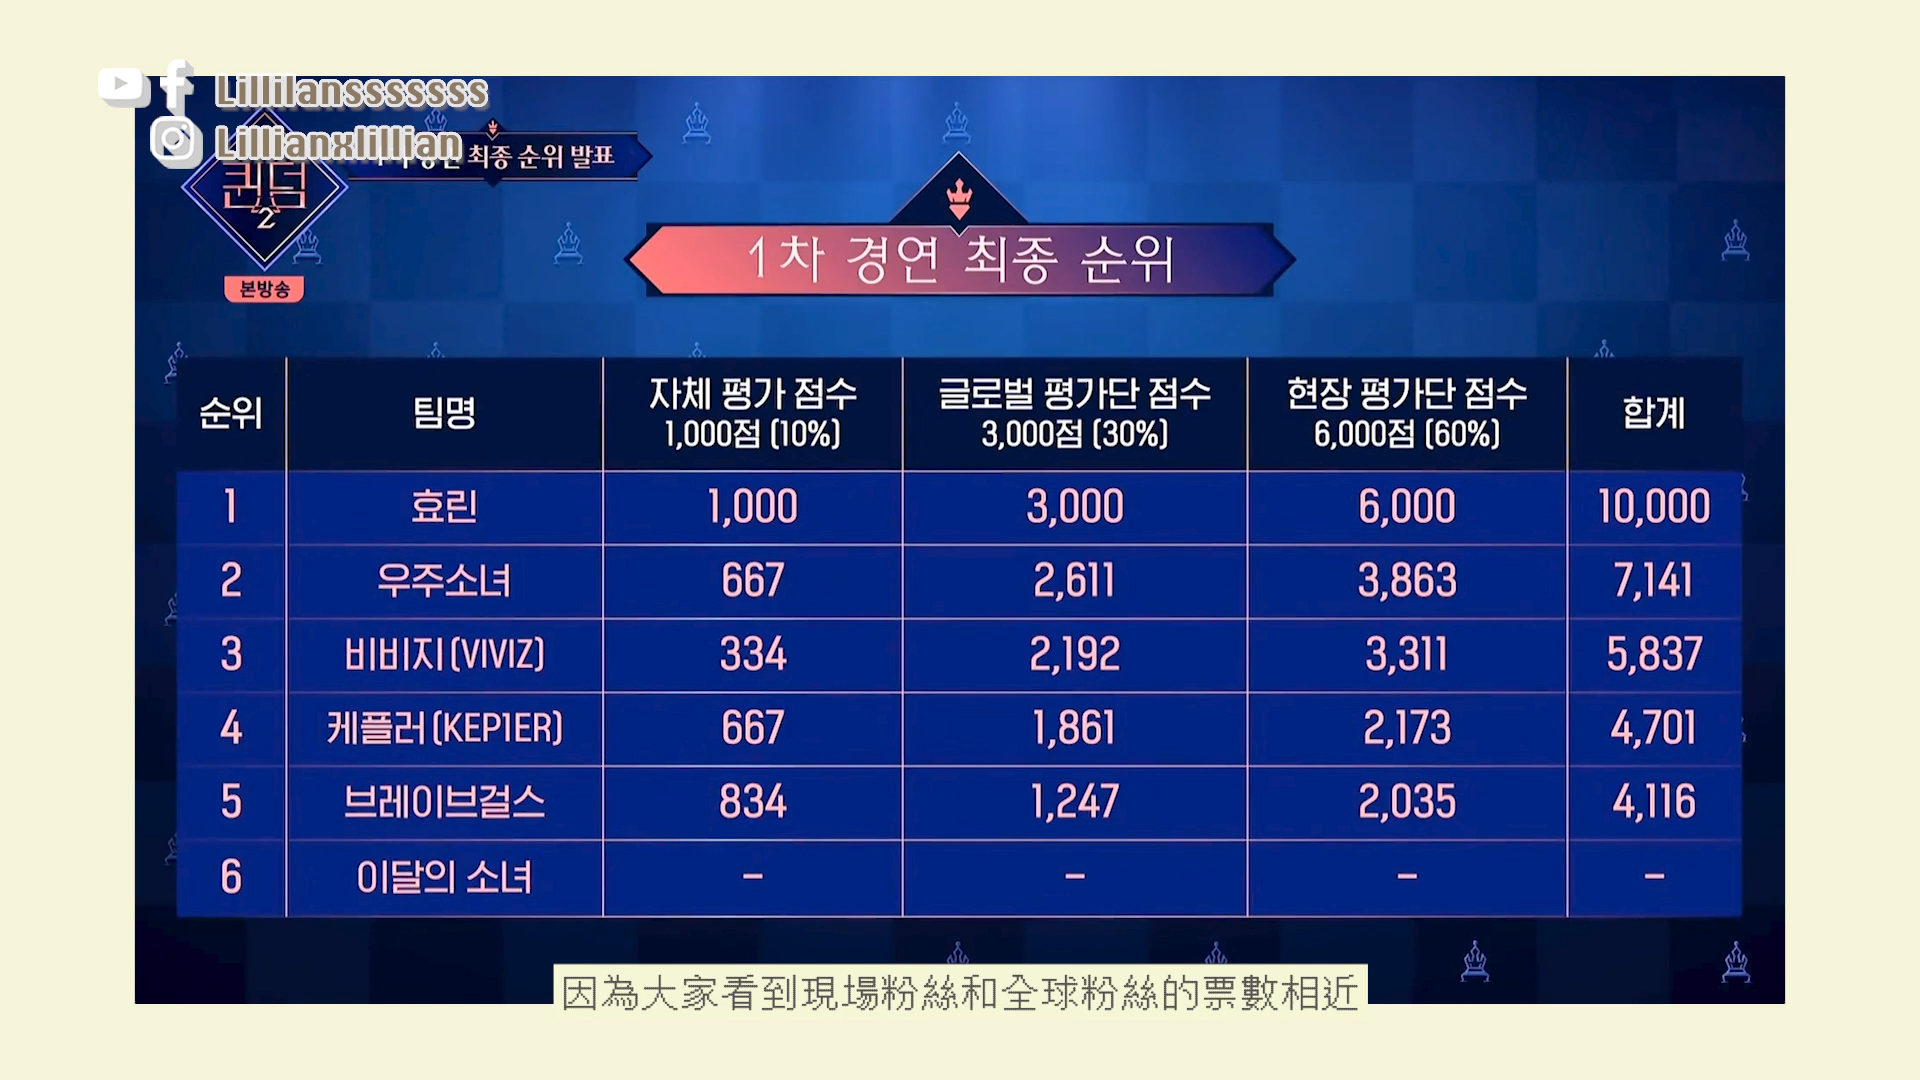 Lillilansssssss
Lillianxlillian
최종 순위 발표
퀸덤
2
본방송
1차 경연 최종 순위
순위 팀명 자체 평가 점수 1,000점 (10%) 글로벌 평가단 점수 3,000점 (30%) 현장 평가단 점수 6,000점 (60%) 합계
1 효린 1,000 3,000 6,000 10,000
2 우주소녀 667 2,611 3,863 7,141
3 비비지(VIVIZ) 334 2,192 3,311 5,837
4 케플러(KEP1ER) 667 1,861 2,173 4,701
5 브레이브걸스 834 1,247 2,035 4,116
6 이달의 소녀 – – – –
因為大家看到現場粉絲和全球粉絲的票數相近